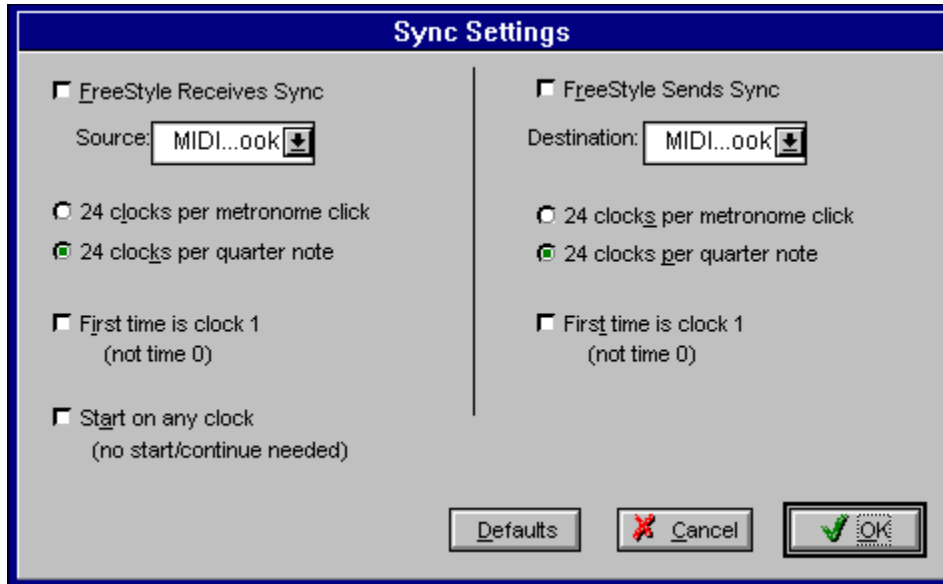 Sync Settings
FreeStyle Receives Sync
Source: MIDI...ook
24 clocks per metronome click
24 clocks per quarter note
First time is clock 1
(not time 0)
Start on any clock
(no start/continue needed)
FreeStyle Sends Sync
Destination: MIDI...ook
24 clocks per metronome click
24 clocks per quarter note
First time is clock 1
(not time 0)
Defaults
Cancel
OK